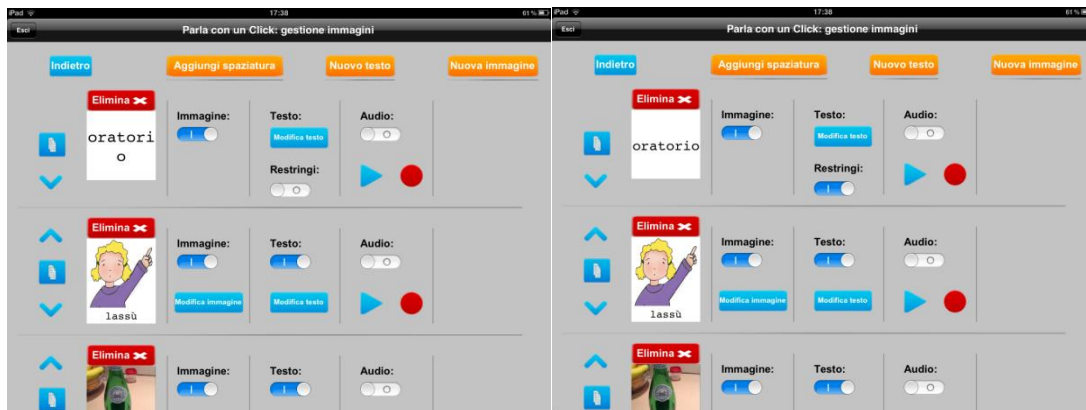 iPad 17:38 61 %
Esci Parla con un Click: gestione immagini
Indietro Aggiungi spaziatura Nuovo testo Nuova immagine
Elimina
Immagine: Testo: Audio:
oratori
o
Modifica testo
Restringi:
Elimina
Immagine: Testo: Audio:
Modifica immagine Modifica testo
lassù
Elimina
Immagine: Testo: Audio:
iPad 17:38 61 %
Esci Parla con un Click: gestione immagini
Indietro Aggiungi spaziatura Nuovo testo Nuova immagine
Elimina
Immagine: Testo: Audio:
Modifica testo
oratorio
Restringi:
Elimina
Immagine: Testo: Audio:
Modifica immagine Modifica testo
lassù
Elimina
Immagine: Testo: Audio: